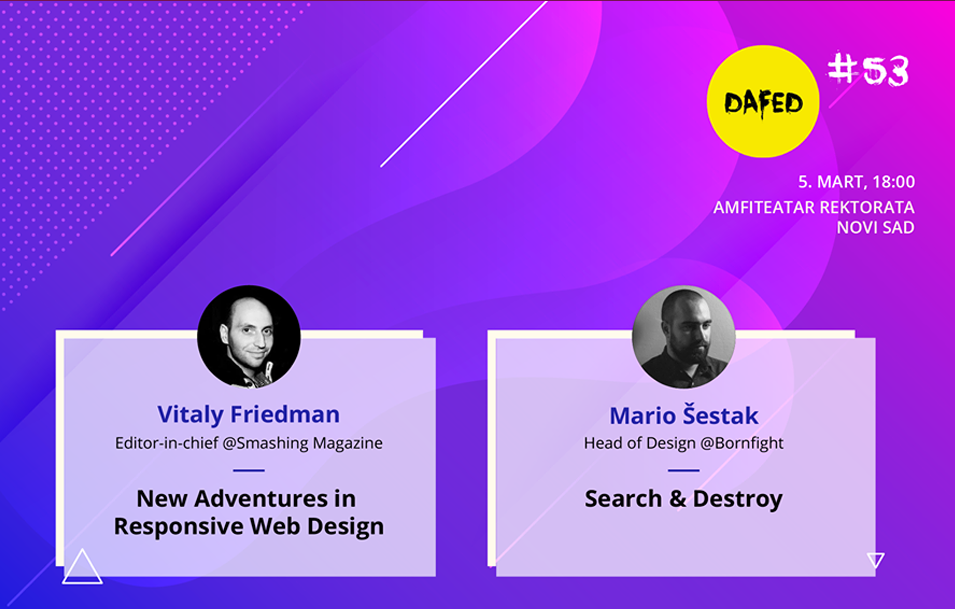 DAFED
#53
5. MART, 18:00
AMFITEATAR REKTORATA
NOVI SAD
Vitaly Friedman
Editor-in-chief @Smashing Magazine
New Adventures in
Responsive Web Design
Mario Šestak
Head of Design @Bornfight
Search & Destroy